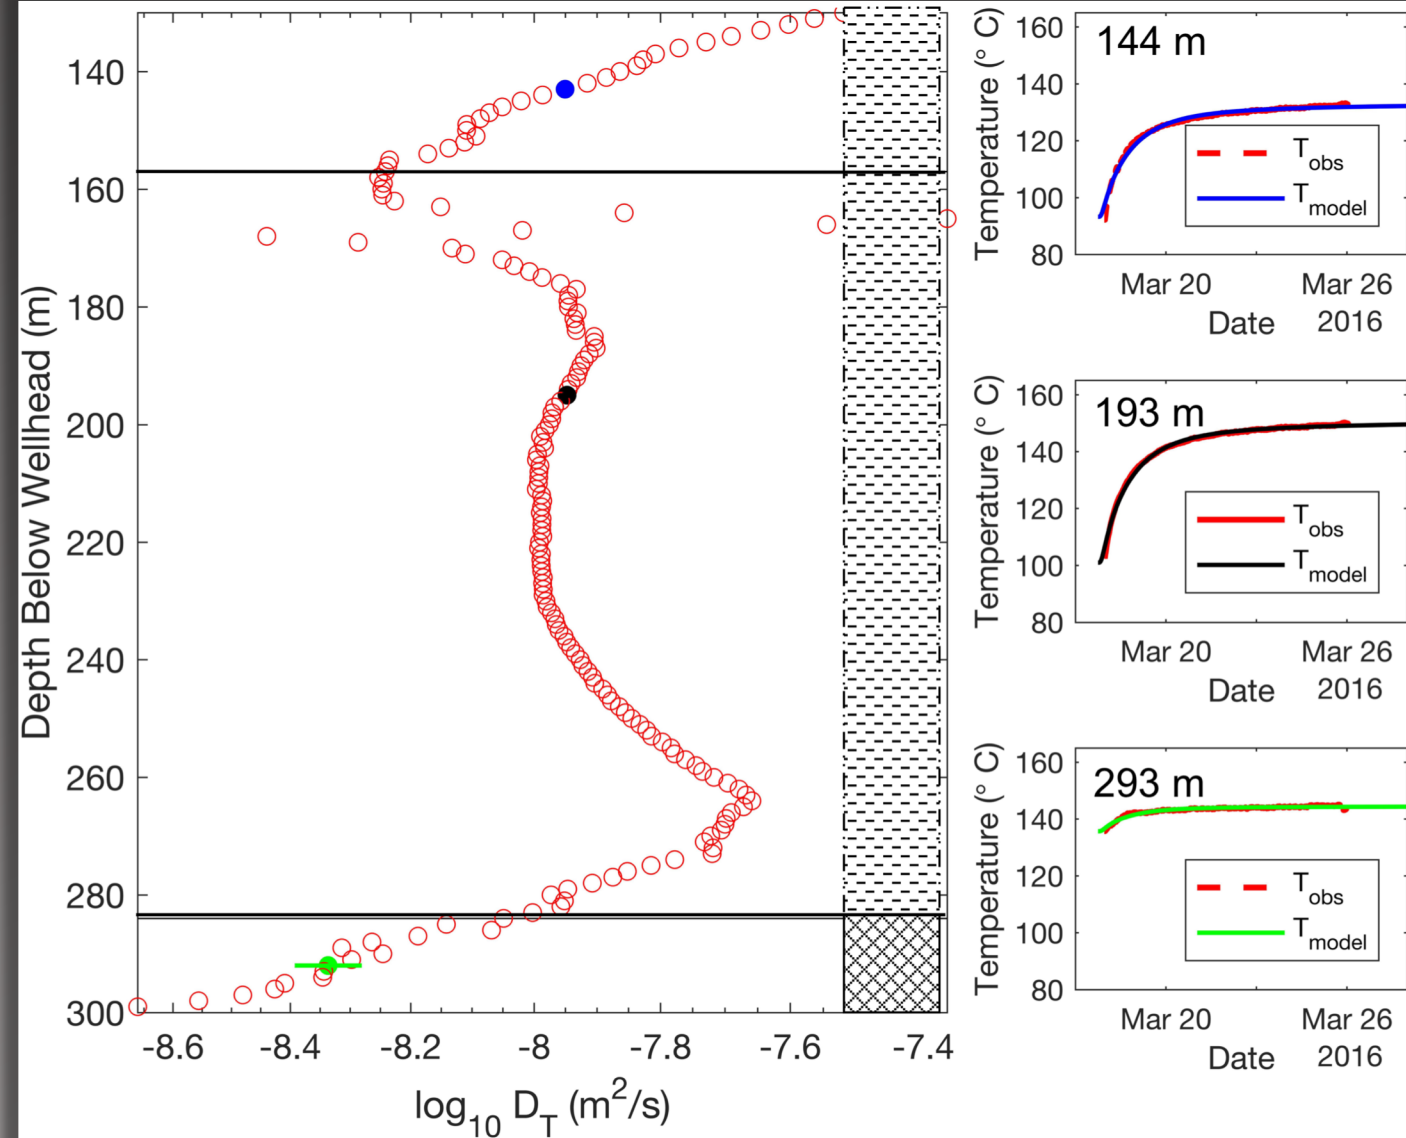 140
160
180
200
220
240
260
280
300
Depth Below Wellhead (m)
-8.6
-8.4
-8.2
-8
-7.8
-7.6
-7.4
log10 DT (m2/s)
144 m
160
140
120
100
80
Temperature (° C)
Tobs
Tmodel
Mar 20
Mar 26
Date
2016
193 m
160
140
120
100
80
Temperature (° C)
Tobs
Tmodel
Mar 20
Mar 26
Date
2016
293 m
160
140
120
100
80
Temperature (° C)
Tobs
Tmodel
Mar 20
Mar 26
Date
2016